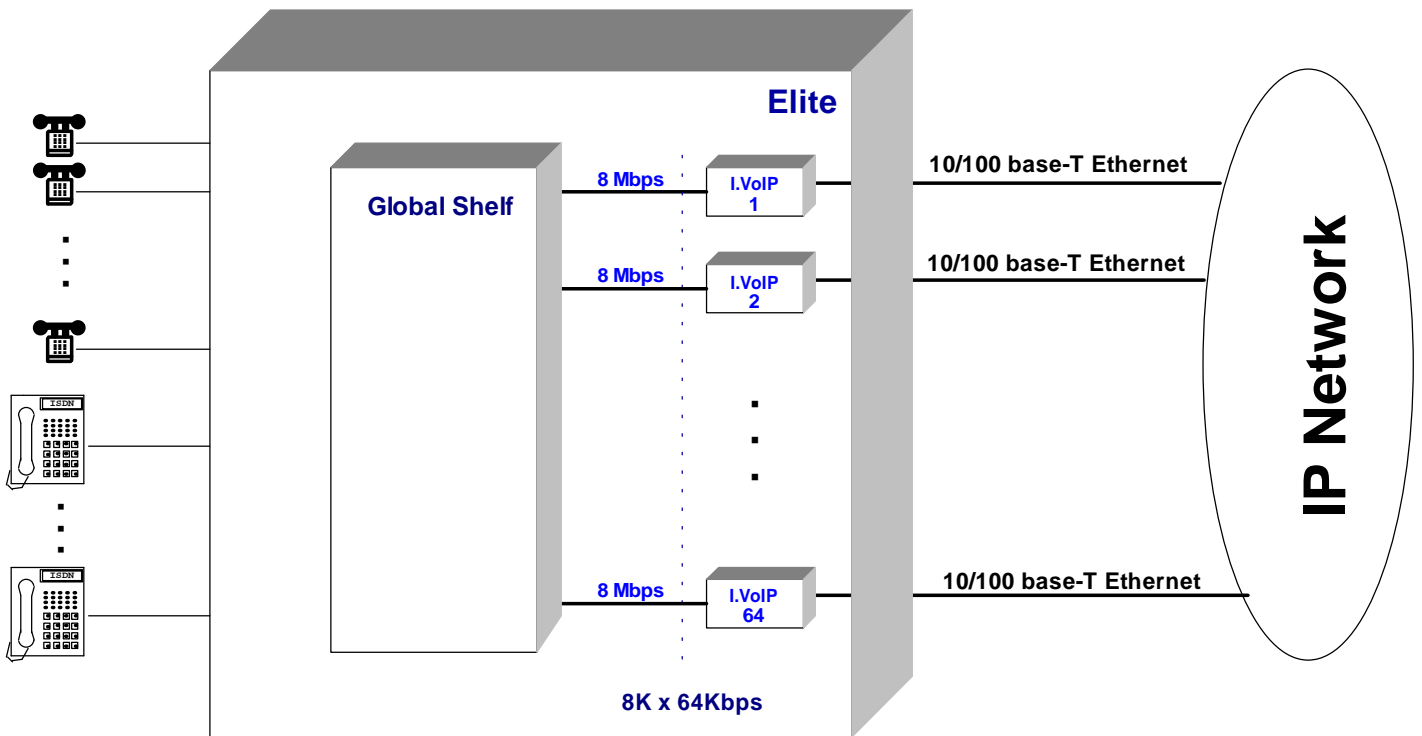 Elite
Global Shelf
8 Mbps
I.VoIP
1
10/100 base-T Ethernet
8 Mbps
I.VoIP
2
10/100 base-T Ethernet
ISDN
ISDN
8 Mbps
I.VoIP
64
10/100 base-T Ethernet
8K x 64Kbps
IP Network